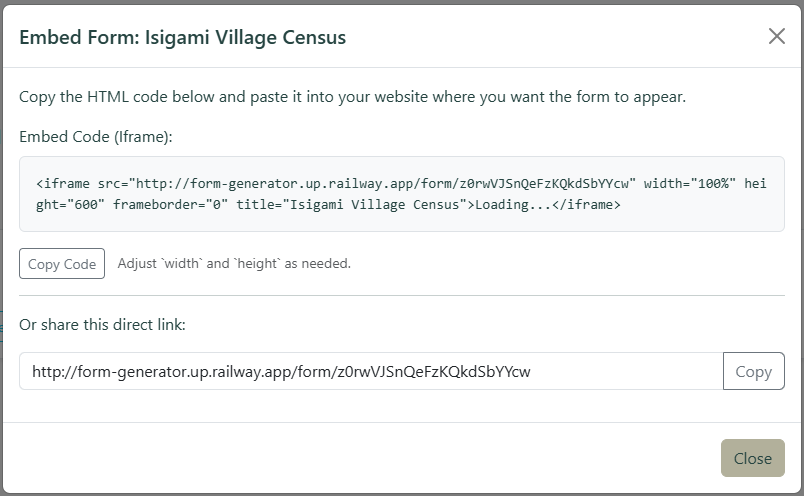 Embed Form: Isigami Village Census
Copy the HTML code below and paste it into your website where you want the form to appear.
Embed Code (Iframe):
<iframe src="http://form-generator.up.railway.app/form/z0rwVJSnQeFzKQkdSbYYcw" width="100%" hei
ght="600" frameborder="0" title="Isigami Village Census">Loading...</iframe>
Copy Code
Adjust `width` and `height` as needed.
Or share this direct link:
http://form-generator.up.railway.app/form/z0rwVJSnQeFzKQkdSbYYcw
Copy
Close